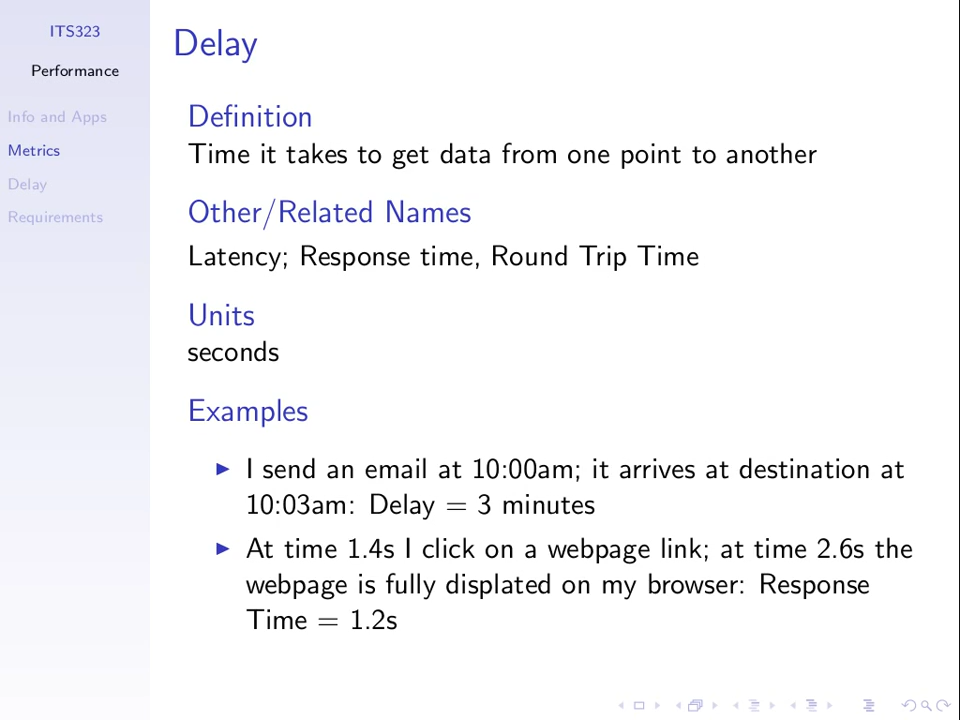 ITS323
Performance
Info and Apps
Metrics
Delay
Requirements
Delay
Definition
Time it takes to get data from one point to another
Other/Related Names
Latency; Response time, Round Trip Time
Units
seconds
Examples
I send an email at 10:00am; it arrives at destination at
10:03am: Delay = 3 minutes
At time 1.4s I click on a webpage link; at time 2.6s the
webpage is fully displated on my browser: Response
Time = 1.2s